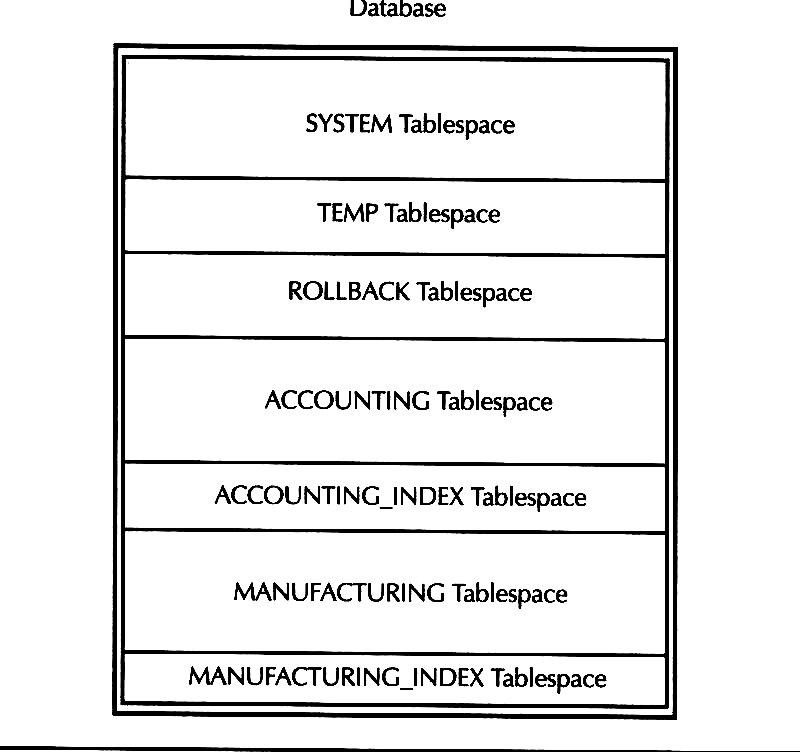 Database
SYSTEM Tablespace
TEMP Tablespace
ROLLBACK Tablespace
ACCOUNTING Tablespace
ACCOUNTING_INDEX Tablespace
MANUFACTURING Tablespace
MANUFACTURING_INDEX Tablespace